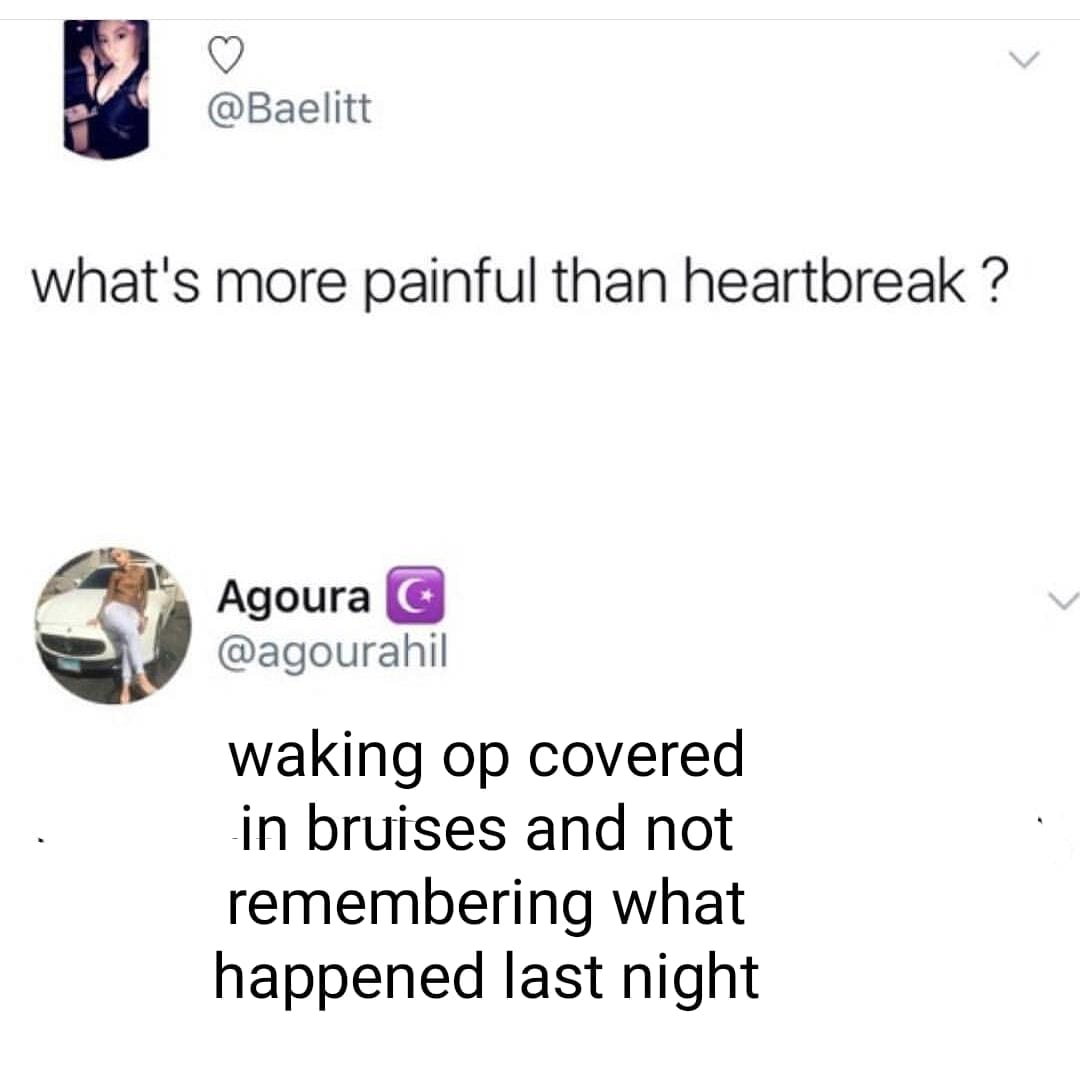 ♡
@Baelitt
what's more painful than heartbreak ?
Agoura ☪
@agourahil
waking op covered
in bruises and not
remembering what
happened last night